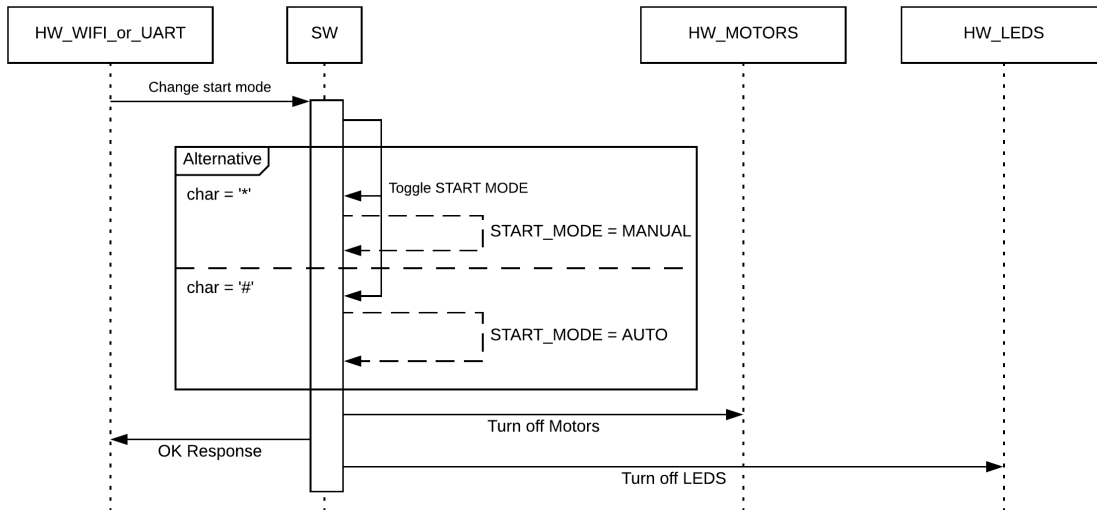 HW_WIFI_or_UART
SW
HW_MOTORS
HW_LEDS
Change start mode
Alternative
char = '*'
Toggle START MODE
START_MODE = MANUAL
char = '#'
START_MODE = AUTO
Turn off Motors
OK Response
Turn off LEDS